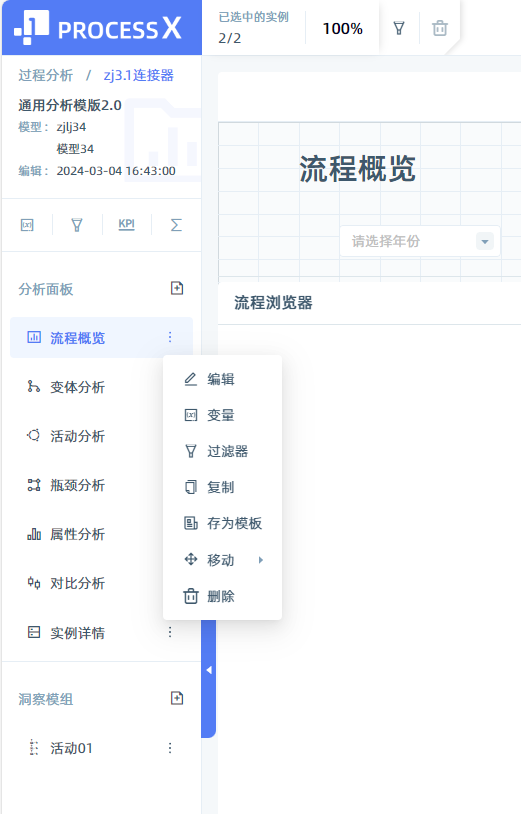 PROCESS X
已选中的实例
2/2
100%
过程分析 / zj3.1连接器
通用分析模版2.0
模型： zjlj34
模型34
编辑： 2024-03-04 16:43:00
(x)
KPI
Σ
分析面板
流程概览
变体分析
活动分析
瓶颈分析
属性分析
对比分析
实例详情
洞察模组
活动01
编辑
(x) 变量
过滤器
复制
存为模板
移动
删除
流程概览
请选择年份
流程浏览器